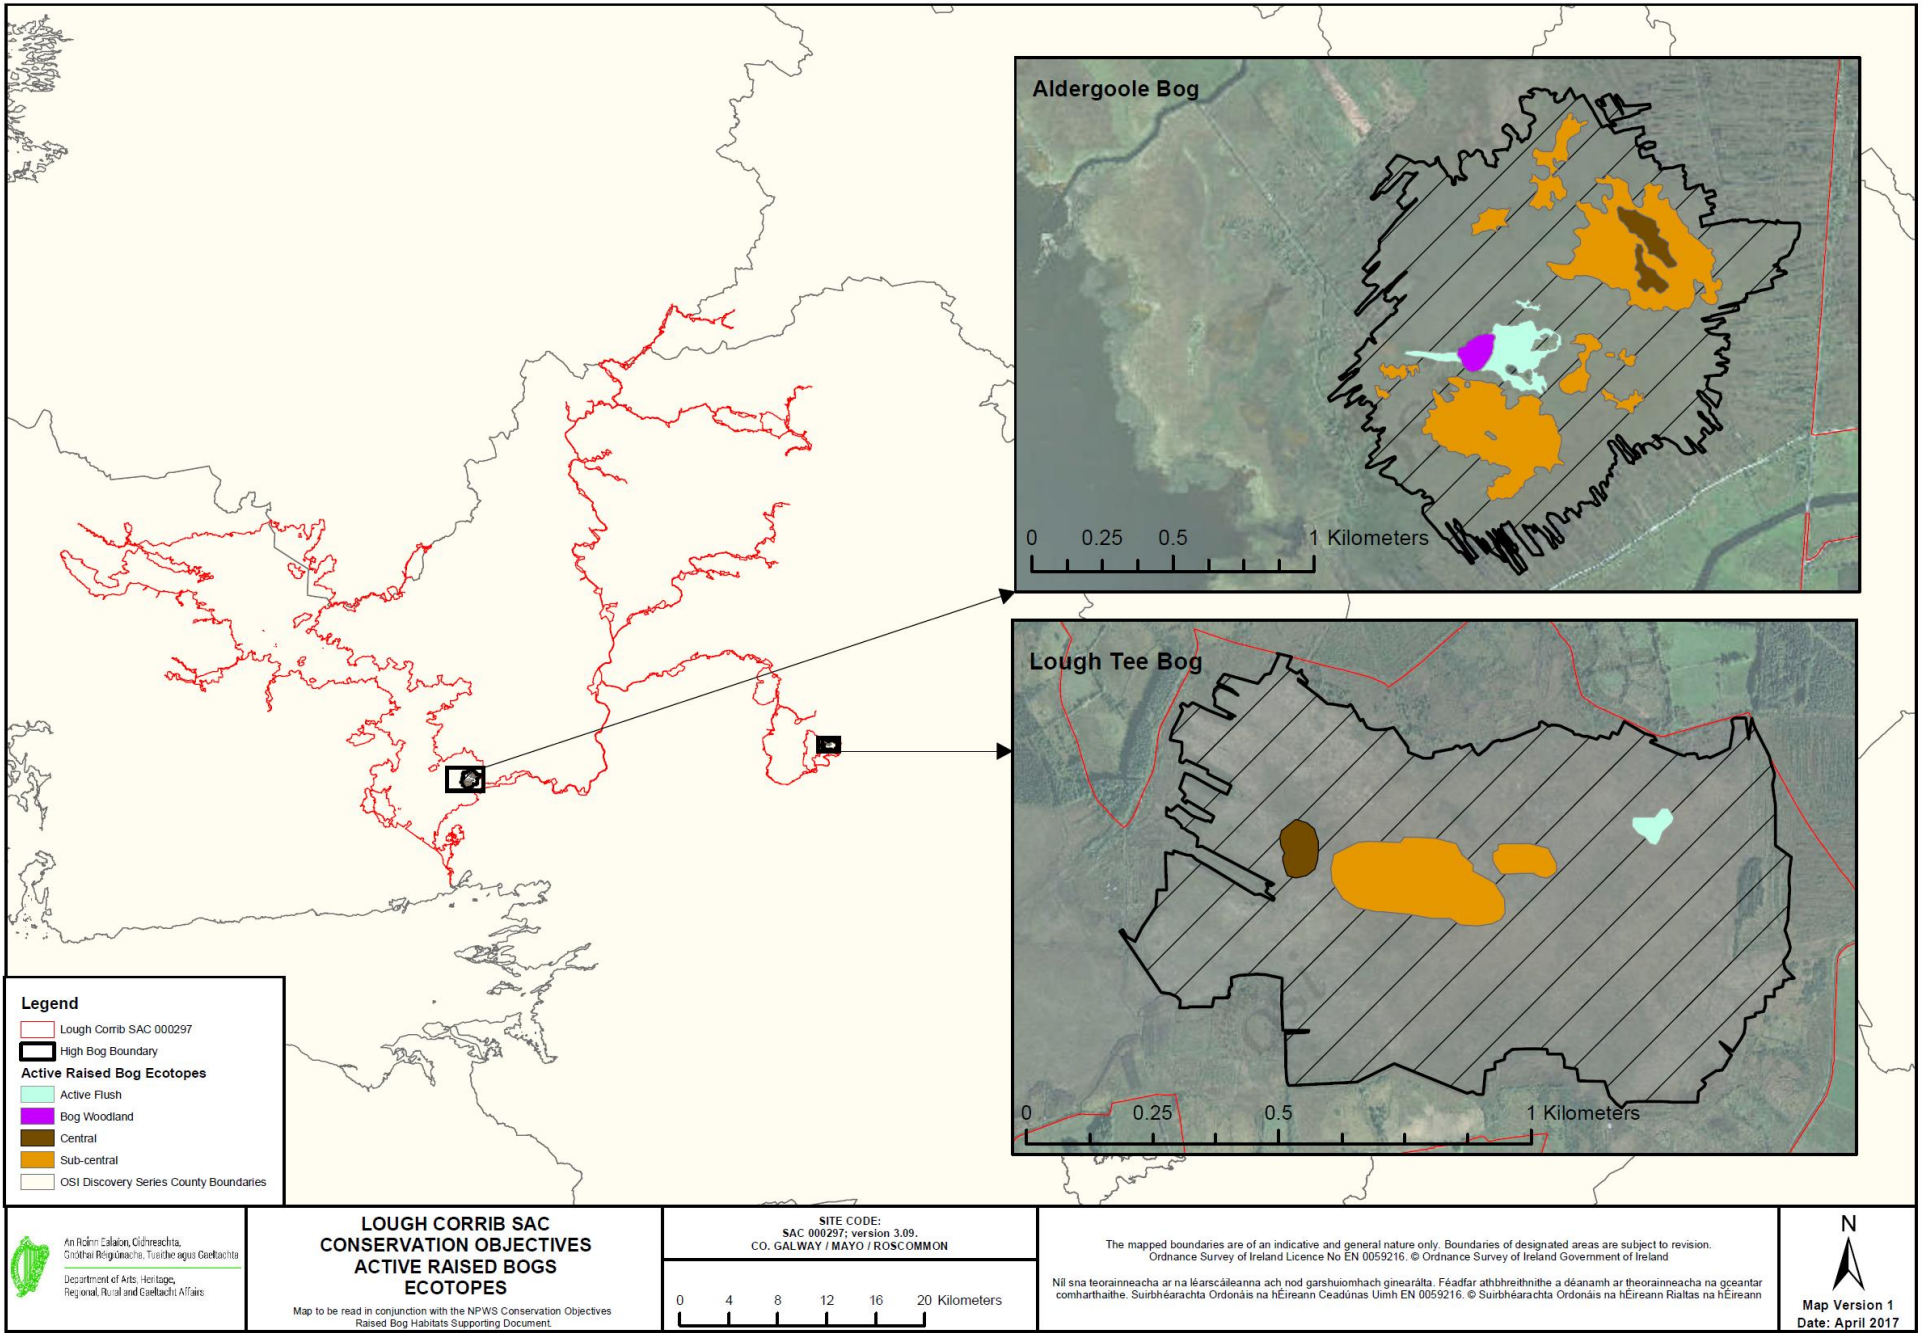 Aldergoole Bog
0 0.25 0.5 1 Kilometers
Lough Tee Bog
0 0.25 0.5 1 Kilometers
Legend
Lough Corrib SAC 000297
High Bog Boundary
Active Raised Bog Ecotopes
Active Flush
Bog Woodland
Central
Sub-central
OSI Discovery Series County Boundaries
An Roinn Ealaíon, Oidhreachta,
Gnóthaí Réigiúnacha, Tuaithe agus Gaeltachta
Department of Arts, Heritage,
Regional, Rural and Gaeltacht Affairs
LOUGH CORRIB SAC
CONSERVATION OBJECTIVES
ACTIVE RAISED BOGS
ECOTOPES
Map to be read in conjunction with the NPWS Conservation Objectives
Raised Bog Habitats Supporting Document.
SITE CODE:
SAC 000297; version 3.09.
CO. GALWAY / MAYO / ROSCOMMON
0 4 8 12 16 20 Kilometers
The mapped boundaries are of an indicative and general nature only. Boundaries of designated areas are subject to revision.
Ordnance Survey of Ireland Licence No EN 0059216. © Ordnance Survey of Ireland Government of Ireland
Níl sna teorainneacha ar na léarscáileanna ach nod garshuiomhach ginearálta. Féadfar athbhreithnithe a déanamh ar theorainneacha na gceantar
comharthaithe. Suirbhéarachta Ordonáis na hÉireann Ceadúnas Uimh EN 0059216. © Suirbhéarachta Ordonáis na hÉireann Rialtas na hÉireann
N
Map Version 1
Date: April 2017